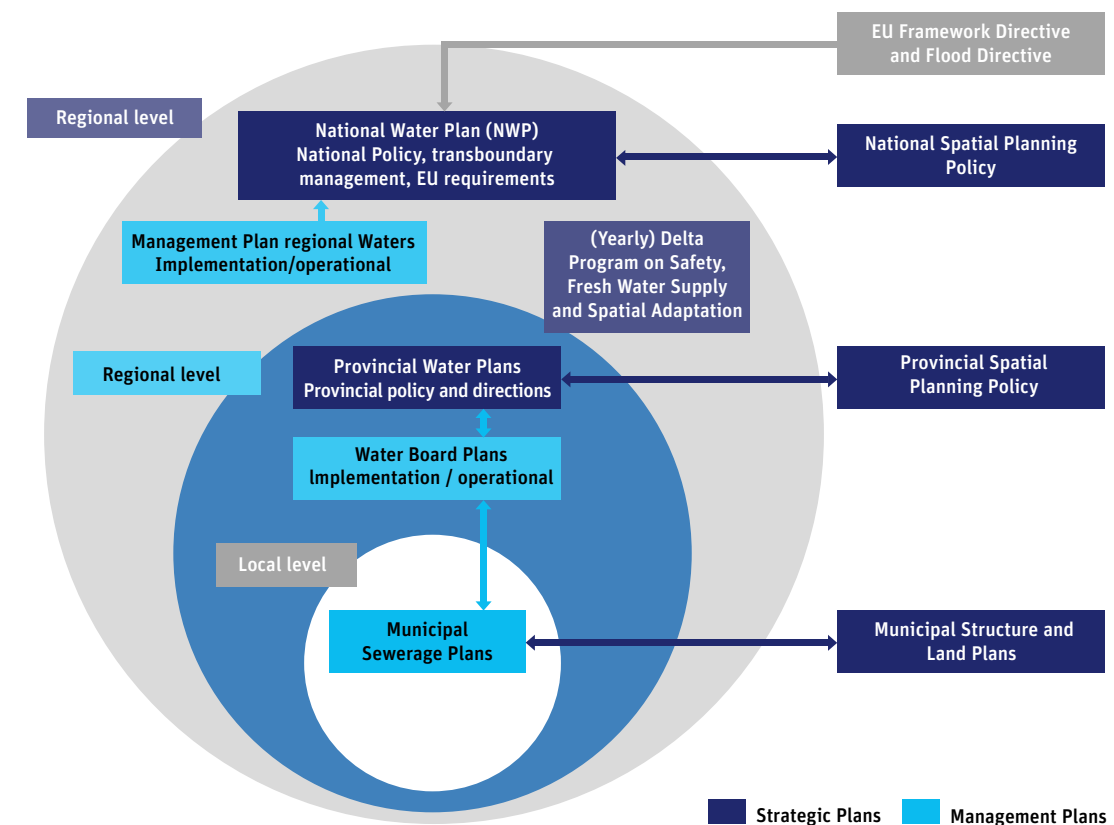 EU Framework Directive
and Flood Directive
Regional level
National Water Plan (NWP)
National Policy, transboundary
management, EU requirements
National Spatial Planning
Policy
Management Plan regional Waters
Implementation/operational
(Yearly) Delta
Program on Safety,
Fresh Water Supply
and Spatial Adaptation
Regional level
Provincial Water Plans
Provincial policy and directions
Provincial Spatial
Planning Policy
Water Board Plans
Implementation / operational
Local level
Municipal
Sewerage Plans
Municipal Structure and
Land Plans
Strategic Plans
Management Plans